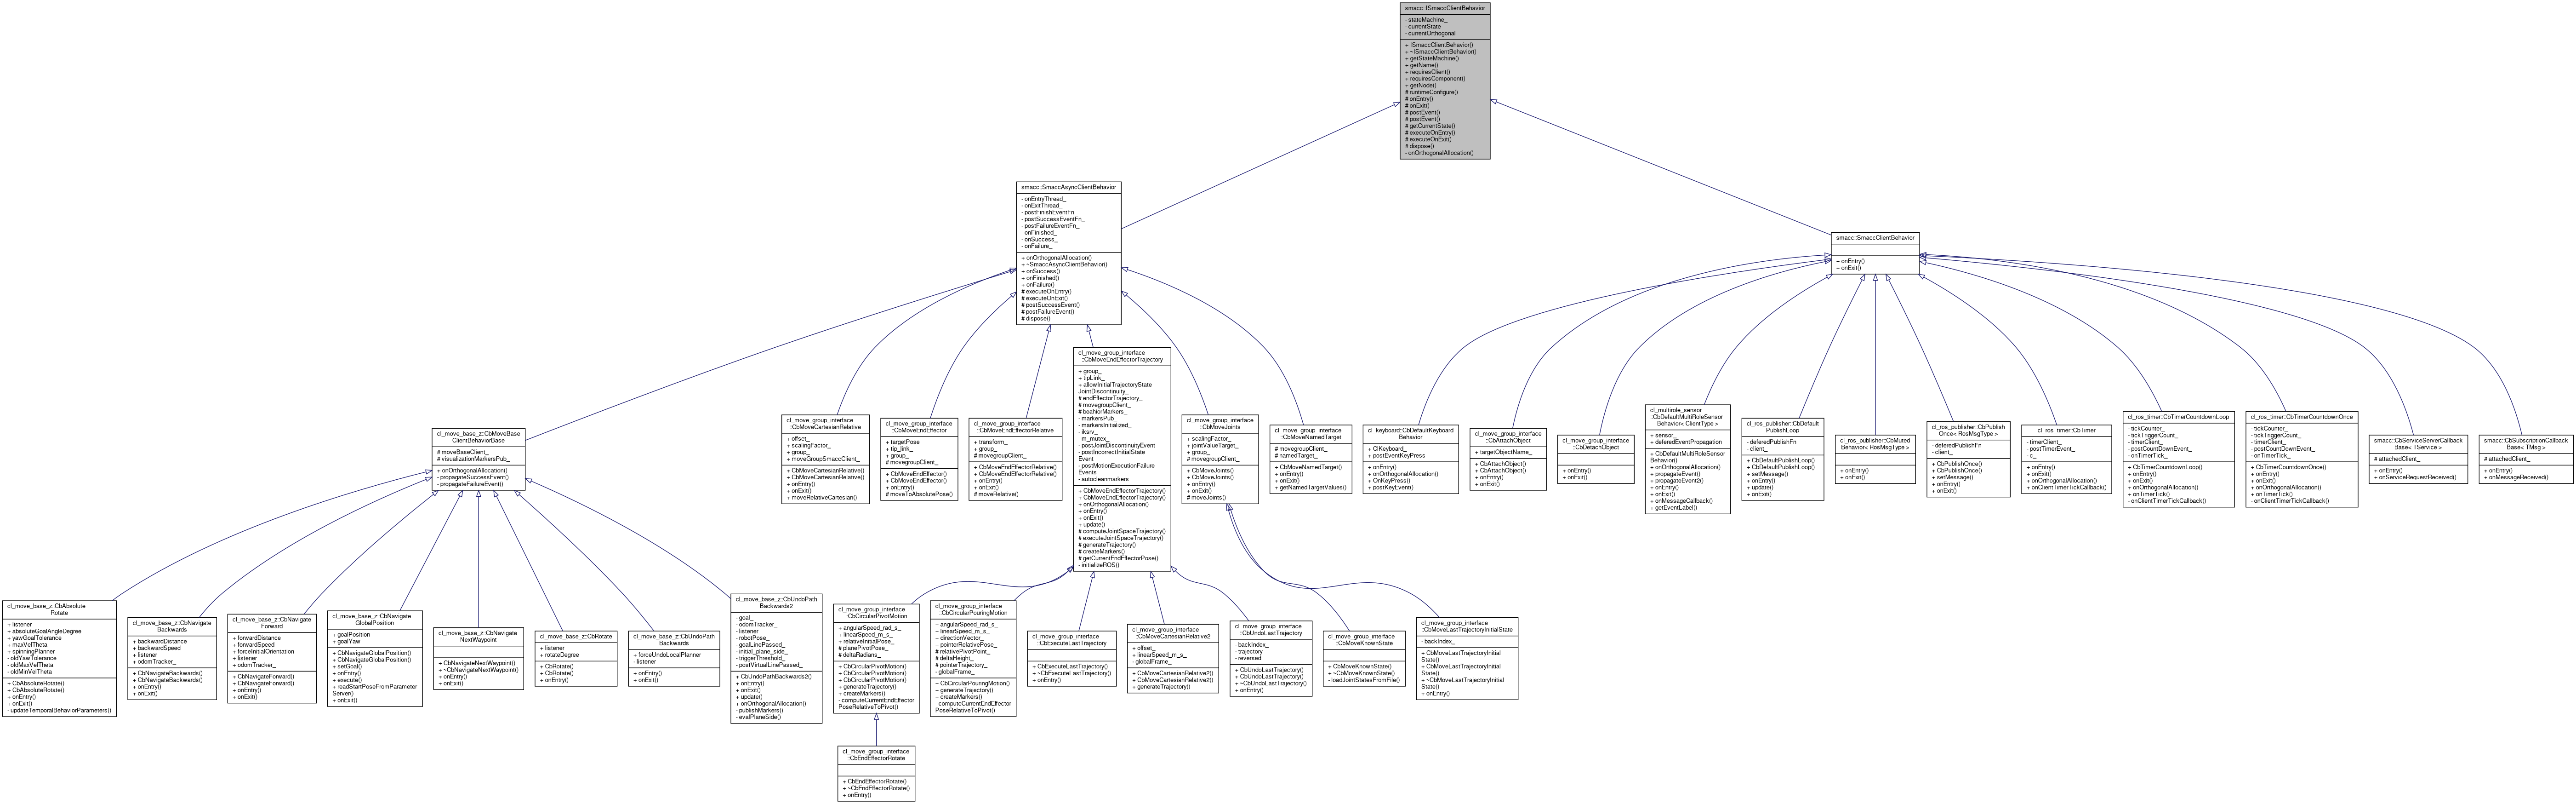 smacc::ISmaccClientBehavior
- stateMachine_
- currentState
- currentOrthogonal
+ ISmaccClientBehavior()
+ ~ISmaccClientBehavior()
+ getStateMachine()
+ getName()
+ requiresClient()
+ requiresComponent()
+ getNode()
# runtimeConfigure()
# onEntry()
# onExit()
# postEvent()
# postEvent()
# getCurrentState()
# executeOnEntry()
# executeOnExit()
# dispose()
- onOrthogonalAllocation()
smacc::SmaccAsyncClientBehavior
- onEntryThread_
- onExitThread_
- postFinishEventFn_
- postSuccessEventFn_
- postFailureEventFn_
- onFinished_
- onSuccess_
- onFailure_
+ onOrthogonalAllocation()
+ ~SmaccAsyncClientBehavior()
+ onSuccess()
+ onFinished()
+ onFailure()
# executeOnEntry()
# executeOnExit()
# postSuccessEvent()
# postFailureEvent()
# dispose()
smacc::SmaccClientBehavior
+ onEntry()
+ onExit()
cl_move_base_z::CbMoveBase
ClientBehaviorBase
# moveBaseClient_
# visualizationMarkersPub_
+ onOrthogonalAllocation()
- propagateSuccessEvent()
- propagateFailureEvent()
cl_move_group_interface
::CbMoveCartesianRelative
+ offset_
+ scalingFactor_
+ group_
+ moveGroupSmaccClient_
+ CbMoveCartesianRelative()
+ CbMoveCartesianRelative()
+ onEntry()
+ onExit()
+ moveRelativeCartesian()
cl_move_group_interface
::CbMoveEndEffector
+ targetPose
+ tip_link_
+ group_
# movegroupClient_
+ CbMoveEndEffector()
+ CbMoveEndEffector()
+ onEntry()
# moveToAbsolutePose()
cl_move_group_interface
::CbMoveEndEffectorRelative
+ transform_
+ group_
# movegroupClient_
+ CbMoveEndEffectorRelative()
+ CbMoveEndEffectorRelative()
+ onEntry()
+ onExit()
# moveRelative()
cl_move_group_interface
::CbMoveEndEffectorTrajectory
+ group_
+ tipLink_
+ allowInitialTrajectoryState
JointDiscontinuity_
# endEffectorTrajectory_
# movegroupClient_
# beahiorMarkers_
- markersPub_
- markersInitialized_
- iksrv_
- m_mutex_
- postJointDiscontinuityEvent
- postIncorrectInitialState
Event
- postMotionExecutionFailure
Events
- autocleanmarkers
+ CbMoveEndEffectorTrajectory()
+ CbMoveEndEffectorTrajectory()
+ onOrthogonalAllocation()
+ onEntry()
+ onExit()
+ update()
# computeJointSpaceTrajectory()
# executeJointSpaceTrajectory()
# generateTrajectory()
# createMarkers()
# getCurrentEndEffectorPose()
- initializeROS()
cl_move_group_interface
::CbMoveJoints
+ scalingFactor_
+ jointValueTarget_
+ group_
# movegroupClient_
+ CbMoveJoints()
+ CbMoveJoints()
+ onEntry()
+ onExit()
# moveJoints()
cl_move_group_interface
::CbMoveNamedTarget
# movegroupClient_
# namedTarget_
+ CbMoveNamedTarget()
+ onEntry()
+ onExit()
+ getNamedTargetValues()
cl_keyboard::CbDefaultKeyboard
Behavior
+ ClKeyboard_
+ postEventKeyPress
+ onEntry()
+ onOrthogonalAllocation()
+ OnKeyPress()
+ postKeyEvent()
cl_move_group_interface
::CbAttachObject
+ targetObjectName_
+ CbAttachObject()
+ CbAttachObject()
+ onEntry()
+ onExit()
cl_move_group_interface
::CbDetachObject
+ onEntry()
+ onExit()
cl_multirole_sensor
::CbDefaultMultiRoleSensor
Behavior< ClientType >
+ sensor_
+ deferedEventPropagation
+ CbDefaultMultiRoleSensor
Behavior()
+ onOrthogonalAllocation()
+ propagateEvent()
+ propagateEvent2()
+ onEntry()
+ onExit()
+ onMessageCallback()
+ getEventLabel()
cl_ros_publisher::CbDefault
PublishLoop
- deferedPublishFn
- client_
+ CbDefaultPublishLoop()
+ CbDefaultPublishLoop()
+ setMessage()
+ onEntry()
+ update()
+ onExit()
cl_ros_publisher::CbMuted
Behavior< RosMsgType >
+ onEntry()
+ onExit()
cl_ros_publisher::CbPublish
Once< RosMsgType >
- deferedPublishFn
- client_
+ CbPublishOnce()
+ CbPublishOnce()
+ setMessage()
+ onEntry()
+ onExit()
cl_ros_timer::CbTimer
- timerClient_
- postTimerEvent_
- c_
+ onEntry()
+ onExit()
+ onOrthogonalAllocation()
+ onClientTimerTickCallback()
cl_ros_timer::CbTimerCountdownLoop
- tickCounter_
- tickTriggerCount_
- timerClient_
- postCountDownEvent_
- onTimerTick_
+ CbTimerCountdownLoop()
+ onEntry()
+ onExit()
+ onOrthogonalAllocation()
+ onTimerTick()
- onClientTimerTickCallback()
cl_ros_timer::CbTimerCountdownOnce
- tickCounter_
- tickTriggerCount_
- timerClient_
- postCountDownEvent_
- onTimerTick_
+ CbTimerCountdownOnce()
+ onEntry()
+ onExit()
+ onOrthogonalAllocation()
+ onTimerTick()
- onClientTimerTickCallback()
smacc::CbServiceServerCallback
Base< TService >
# attachedClient_
+ onEntry()
+ onServiceRequestReceived()
smacc::CbSubscriptionCallback
Base< TMsg >
# attachedClient_
+ onEntry()
+ onMessageReceived()
cl_move_base_z::CbAbsolute
Rotate
+ listener
+ absoluteGoalAngleDegree
+ yawGoalTolerance
+ maxVelTheta
+ spinningPlanner
- oldYawTolerance
- oldMaxVelTheta
- oldMinVelTheta
+ CbAbsoluteRotate()
+ CbAbsoluteRotate()
+ onEntry()
+ onExit()
- updateTemporalBehaviorParameters()
cl_move_base_z::CbNavigate
Backwards
+ backwardDistance
+ backwardSpeed
+ listener
+ odomTracker_
+ CbNavigateBackwards()
+ CbNavigateBackwards()
+ onEntry()
+ onExit()
cl_move_base_z::CbNavigate
Forward
+ forwardDistance
+ forwardSpeed
+ forceInitialOrientation
+ listener
+ odomTracker_
+ CbNavigateForward()
+ CbNavigateForward()
+ onEntry()
+ onExit()
cl_move_base_z::CbNavigate
GlobalPosition
+ goalPosition
+ goalYaw
+ CbNavigateGlobalPosition()
+ CbNavigateGlobalPosition()
+ setGoal()
+ onEntry()
+ execute()
+ readStartPoseFromParameter
Server()
+ onExit()
cl_move_base_z::CbNavigate
NextWaypoint
+ CbNavigateNextWaypoint()
+ ~CbNavigateNextWaypoint()
+ onEntry()
+ onExit()
cl_move_base_z::CbRotate
+ listener
+ rotateDegree
+ CbRotate()
+ CbRotate()
+ onEntry()
cl_move_base_z::CbUndoPath
Backwards
+ forceUndoLocalPlanner
- listener
+ onEntry()
+ onExit()
cl_move_base_z::CbUndoPath
Backwards2
- goal_
- odomTracker_
- listener
- robotPose_
- goalLinePassed_
- initial_plane_side_
- triggerThreshold_
- postVirtualLinePassed_
+ CbUndoPathBackwards2()
+ onEntry()
+ onExit()
+ update()
+ onOrthogonalAllocation()
- publishMarkers()
- evalPlaneSide()
cl_move_group_interface
::CbCircularPivotMotion
+ angularSpeed_rad_s_
+ linearSpeed_m_s_
+ relativeInitialPose_
# planePivotPose_
# deltaRadians_
+ CbCircularPivotMotion()
+ CbCircularPivotMotion()
+ CbCircularPivotMotion()
+ generateTrajectory()
+ createMarkers()
- computeCurrentEndEffector
PoseRelativeToPivot()
cl_move_group_interface
::CbCircularPouringMotion
+ angularSpeed_rad_s_
+ linearSpeed_m_s_
+ directionVector_
+ pointerRelativePose_
# relativePivotPoint_
# deltaHeight_
# pointerTrajectory_
- globalFrame_
+ CbCircularPouringMotion()
+ generateTrajectory()
+ createMarkers()
- computeCurrentEndEffector
PoseRelativeToPivot()
cl_move_group_interface
::CbExecuteLastTrajectory
+ CbExecuteLastTrajectory()
+ ~CbExecuteLastTrajectory()
+ onEntry()
cl_move_group_interface
::CbMoveCartesianRelative2
+ offset_
+ linearSpeed_m_s_
- globalFrame_
+ CbMoveCartesianRelative2()
+ CbMoveCartesianRelative2()
+ generateTrajectory()
cl_move_group_interface
::CbUndoLastTrajectory
- backIndex_
- trajectory
- reversed
+ CbUndoLastTrajectory()
+ CbUndoLastTrajectory()
+ ~CbUndoLastTrajectory()
+ onEntry()
cl_move_group_interface
::CbMoveKnownState
+ CbMoveKnownState()
+ ~CbMoveKnownState()
- loadJointStatesFromFile()
cl_move_group_interface
::CbMoveLastTrajectoryInitialState
- backIndex_
+ CbMoveLastTrajectoryInitial
State()
+ CbMoveLastTrajectoryInitial
State()
+ ~CbMoveLastTrajectoryInitial
State()
+ onEntry()
cl_move_group_interface
::CbEndEffectorRotate
+ CbEndEffectorRotate()
+ ~CbEndEffectorRotate()
+ onEntry()